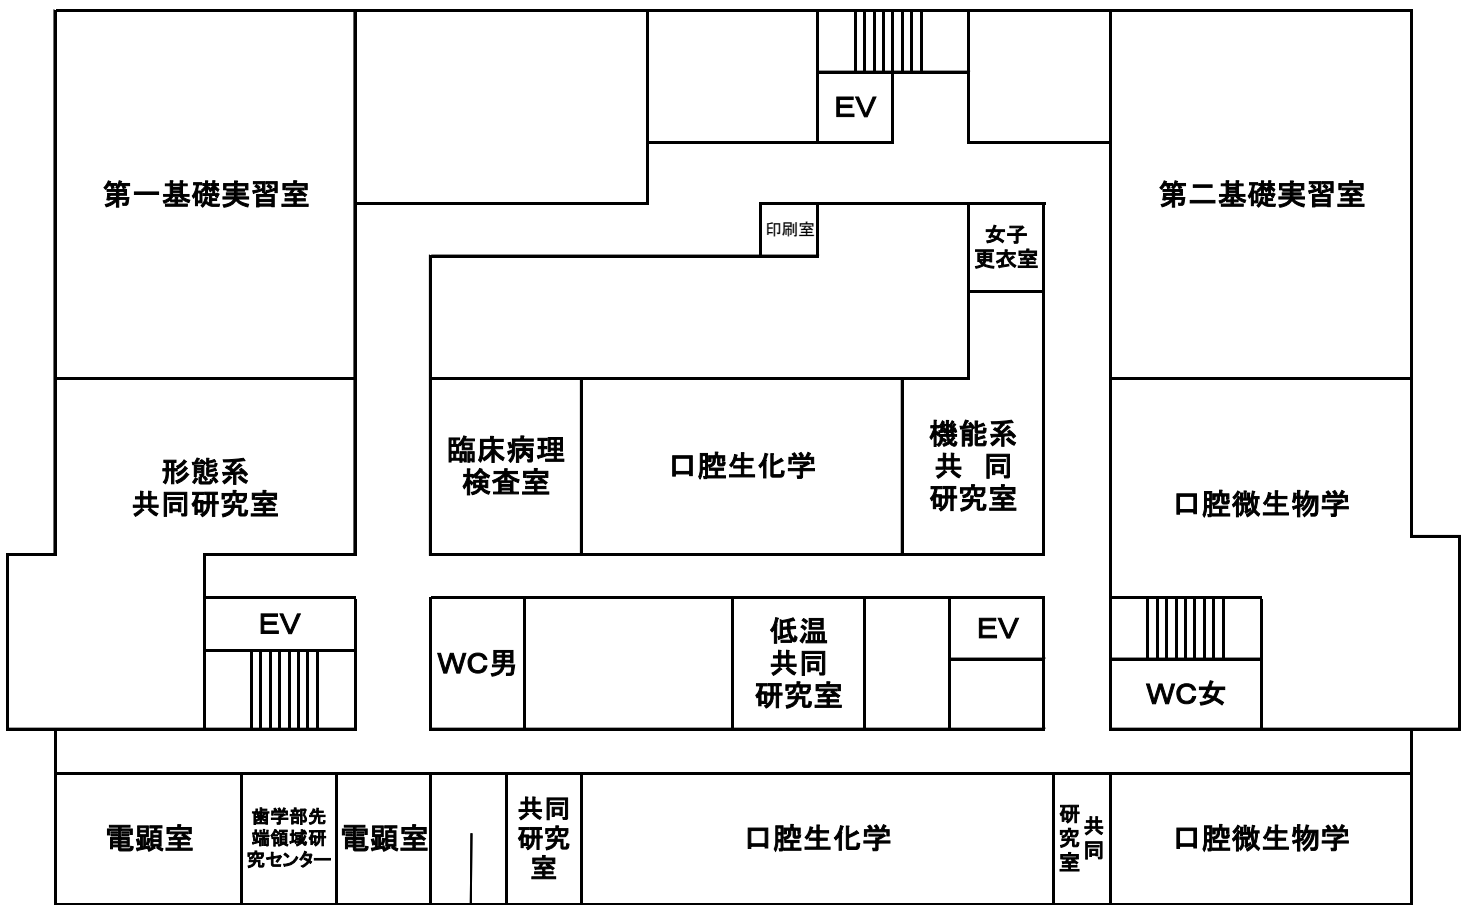 EV
第一基礎実習室
第二基礎実習室
印刷室
女子
更衣室
形態系
共同研究室
臨床病理
検査室
口腔生化学
機能系
共 同
研究室
口腔微生物学
EV
WC男
低温
共同
研究室
EV
WC女
電顕室
歯学部先
端領域研
究センター
電顕室
共同
研究
室
口腔生化学
共同
研究室
口腔微生物学